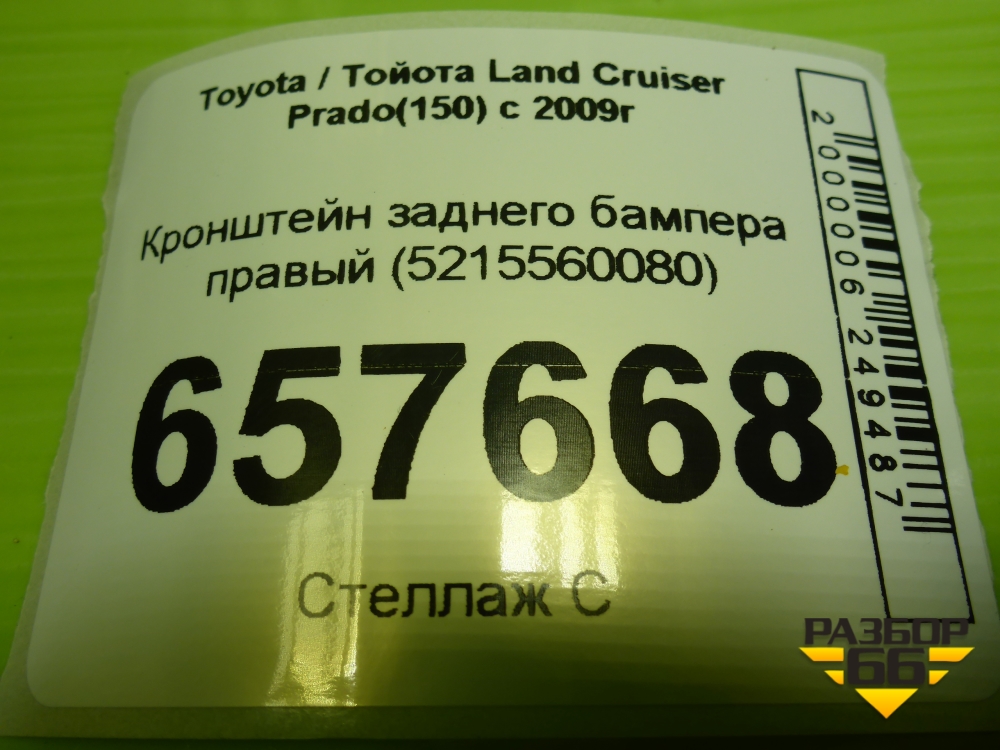 Toyota / Тойота Land Cruiser
Prado(150) с 2009г
Кронштейн заднего бампера
правый (5215560080)
657668
Стеллаж С
2000006249487
РАЗБОР
66